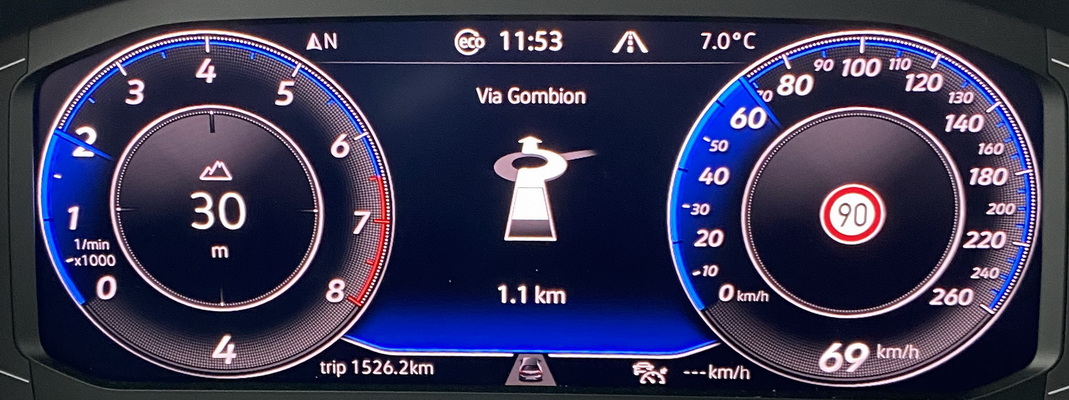 N
eco 11:53
7.0°C
0
1
2
3
4
5
6
7
8
1/min
x1000
30
m
4
Via Gombion
1.1 km
trip 1526.2km
---km/h
0 km/h
10
20
30
40
50
60
70
80
90
100
110
120
130
140
160
180
200
220
240
260
90
69 km/h